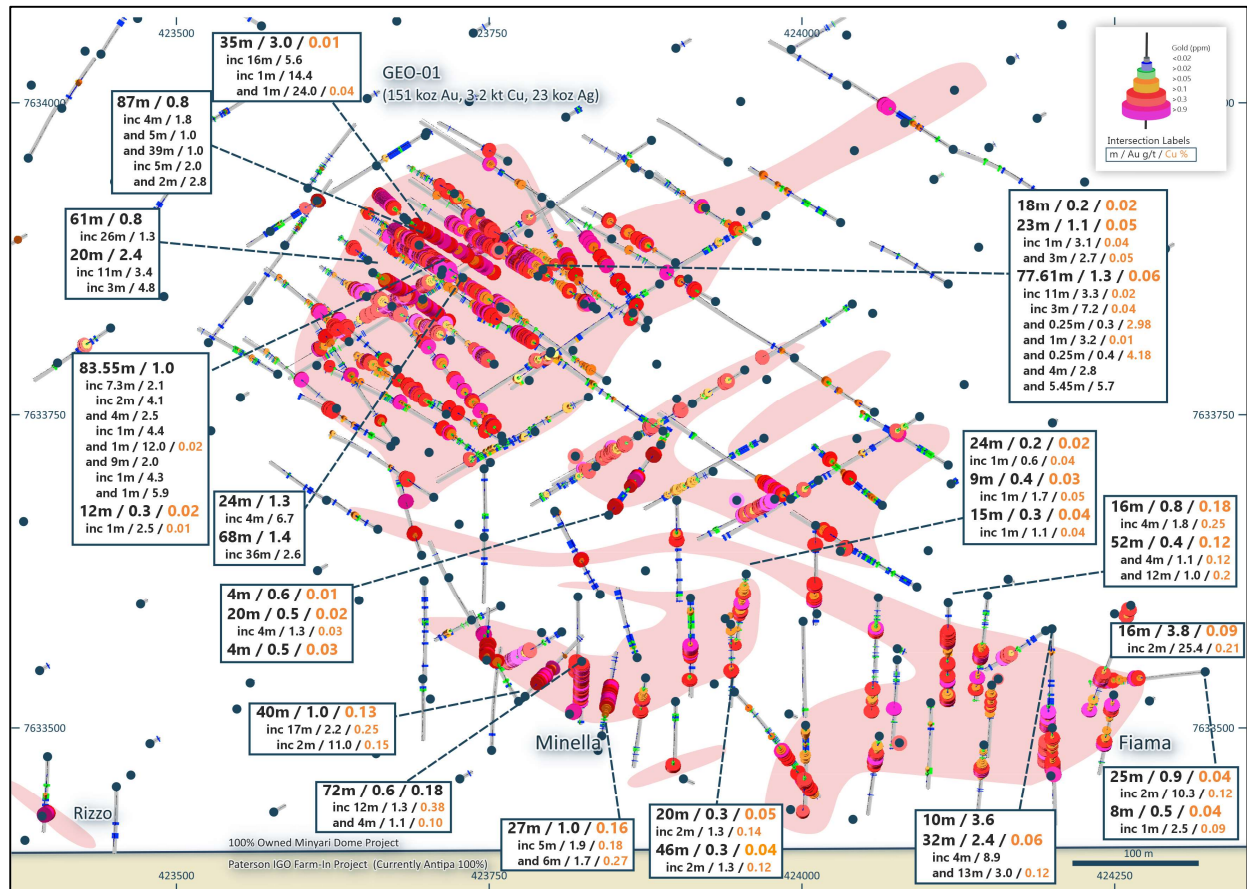 423500
423750
424000
35m / 3.0 / 0.01
inc 16m / 5.6
inc 1m / 14.4
and 1m / 24.0 / 0.04
GEO-01
(151 koz Au, 3.2 kt Cu, 23 koz Ag)
Gold (ppm)
<0.02
>0.02
>0.05
>0.1
>0.3
>0.9
Intersection Labels
m / Au g/t / Cu %
7634000
7634000
87m / 0.8
inc 4m / 1.8
and 5m / 1.0
and 39m / 1.0
inc 5m / 2.0
and 2m / 2.8
61m / 0.8
inc 26m / 1.3
20m / 2.4
inc 11m / 3.4
inc 3m / 4.8
18m / 0.2 / 0.02
23m / 1.1 / 0.05
inc 1m / 3.1 / 0.04
and 3m / 2.7 / 0.05
77.61m / 1.3 / 0.06
inc 11m / 3.3 / 0.02
inc 3m / 7.2 / 0.04
and 0.25m / 0.3 / 2.98
and 1m / 3.2 / 0.01
and 0.25m / 0.4 / 4.18
and 4m / 2.8
and 5.45m / 5.7
83.55m / 1.0
inc 7.3m / 2.1
inc 2m / 4.1
and 4m / 2.5
inc 1m / 4.4
and 1m / 12.0 / 0.02
and 9m / 2.0
inc 1m / 4.3
and 1m / 5.9
12m / 0.3 / 0.02
inc 1m / 2.5 / 0.01
7633750
7633750
24m / 1.3
inc 4m / 6.7
68m / 1.4
inc 36m / 2.6
24m / 0.2 / 0.02
inc 1m / 0.6 / 0.04
9m / 0.4 / 0.03
inc 1m / 1.7 / 0.05
15m / 0.3 / 0.04
inc 1m / 1.1 / 0.04
16m / 0.8 / 0.18
inc 4m / 1.8 / 0.25
52m / 0.4 / 0.12
and 4m / 1.1 / 0.12
and 12m / 1.0 / 0.2
4m / 0.6 / 0.01
20m / 0.5 / 0.02
inc 4m / 1.3 / 0.03
4m / 0.5 / 0.03
16m / 3.8 / 0.09
inc 2m / 25.4 / 0.21
40m / 1.0 / 0.13
inc 17m / 2.2 / 0.25
inc 2m / 11.0 / 0.15
7633500
7633500
Minella
Fiama
72m / 0.6 / 0.18
inc 12m / 1.3 / 0.38
and 4m / 1.1 / 0.10
25m / 0.9 / 0.04
inc 2m / 10.3 / 0.12
8m / 0.5 / 0.04
inc 1m / 2.5 / 0.09
Rizzo
27m / 1.0 / 0.16
inc 5m / 1.9 / 0.18
and 6m / 1.7 / 0.27
20m / 0.3 / 0.05
inc 2m / 1.3 / 0.14
46m / 0.3 / 0.04
inc 2m / 1.3 / 0.12
10m / 3.6
32m / 2.4 / 0.06
inc 4m / 8.9
and 13m / 3.0 / 0.12
100% Owned Minyari Dome Project
Paterson IGO Farm-In Project (Currently Antipa 100%)
100 m
423500
423750
424000
424250